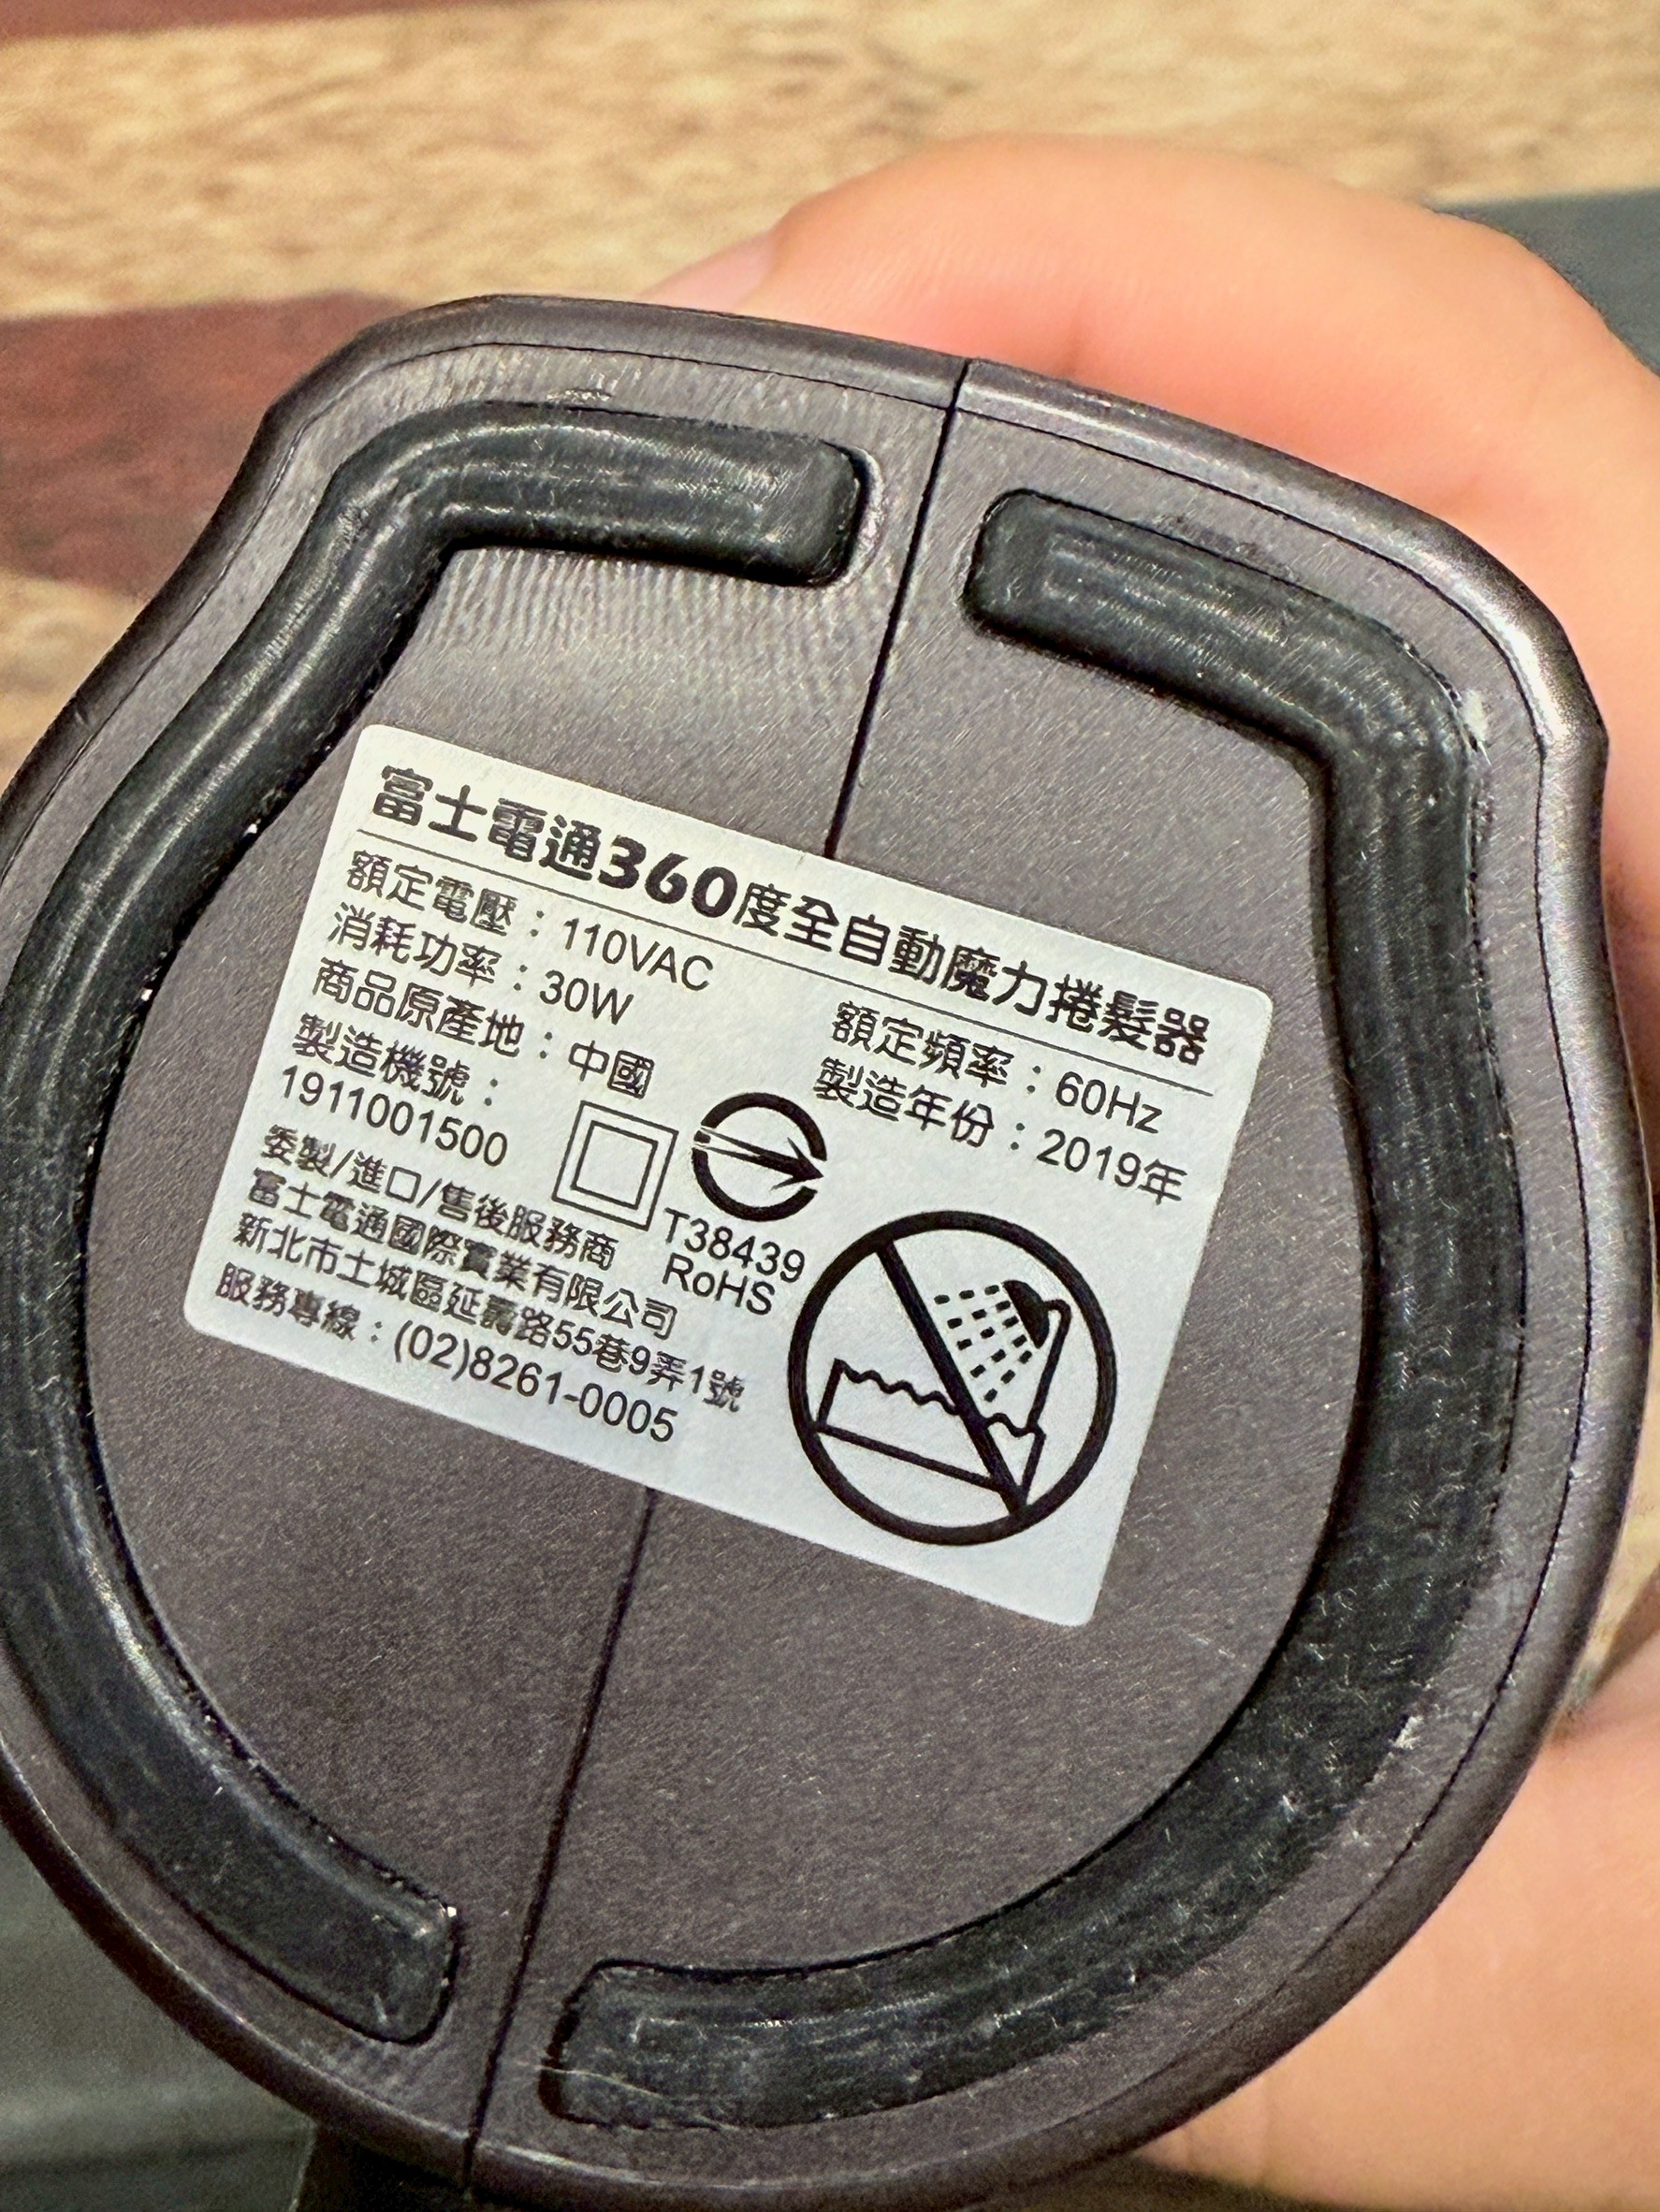 富士電通360度全自動魔力捲髮器
額定電壓：110VAC
額定頻率：60Hz
消耗功率：30W
製造年份：2019年
商品原產地：中國
製造機號：
1911001500
T38439
RoHS
委製/進口/售後服務商
富士電通國際實業有限公司
新北市土城區延壽路55巷9弄1號
服務專線：(02)8261-0005